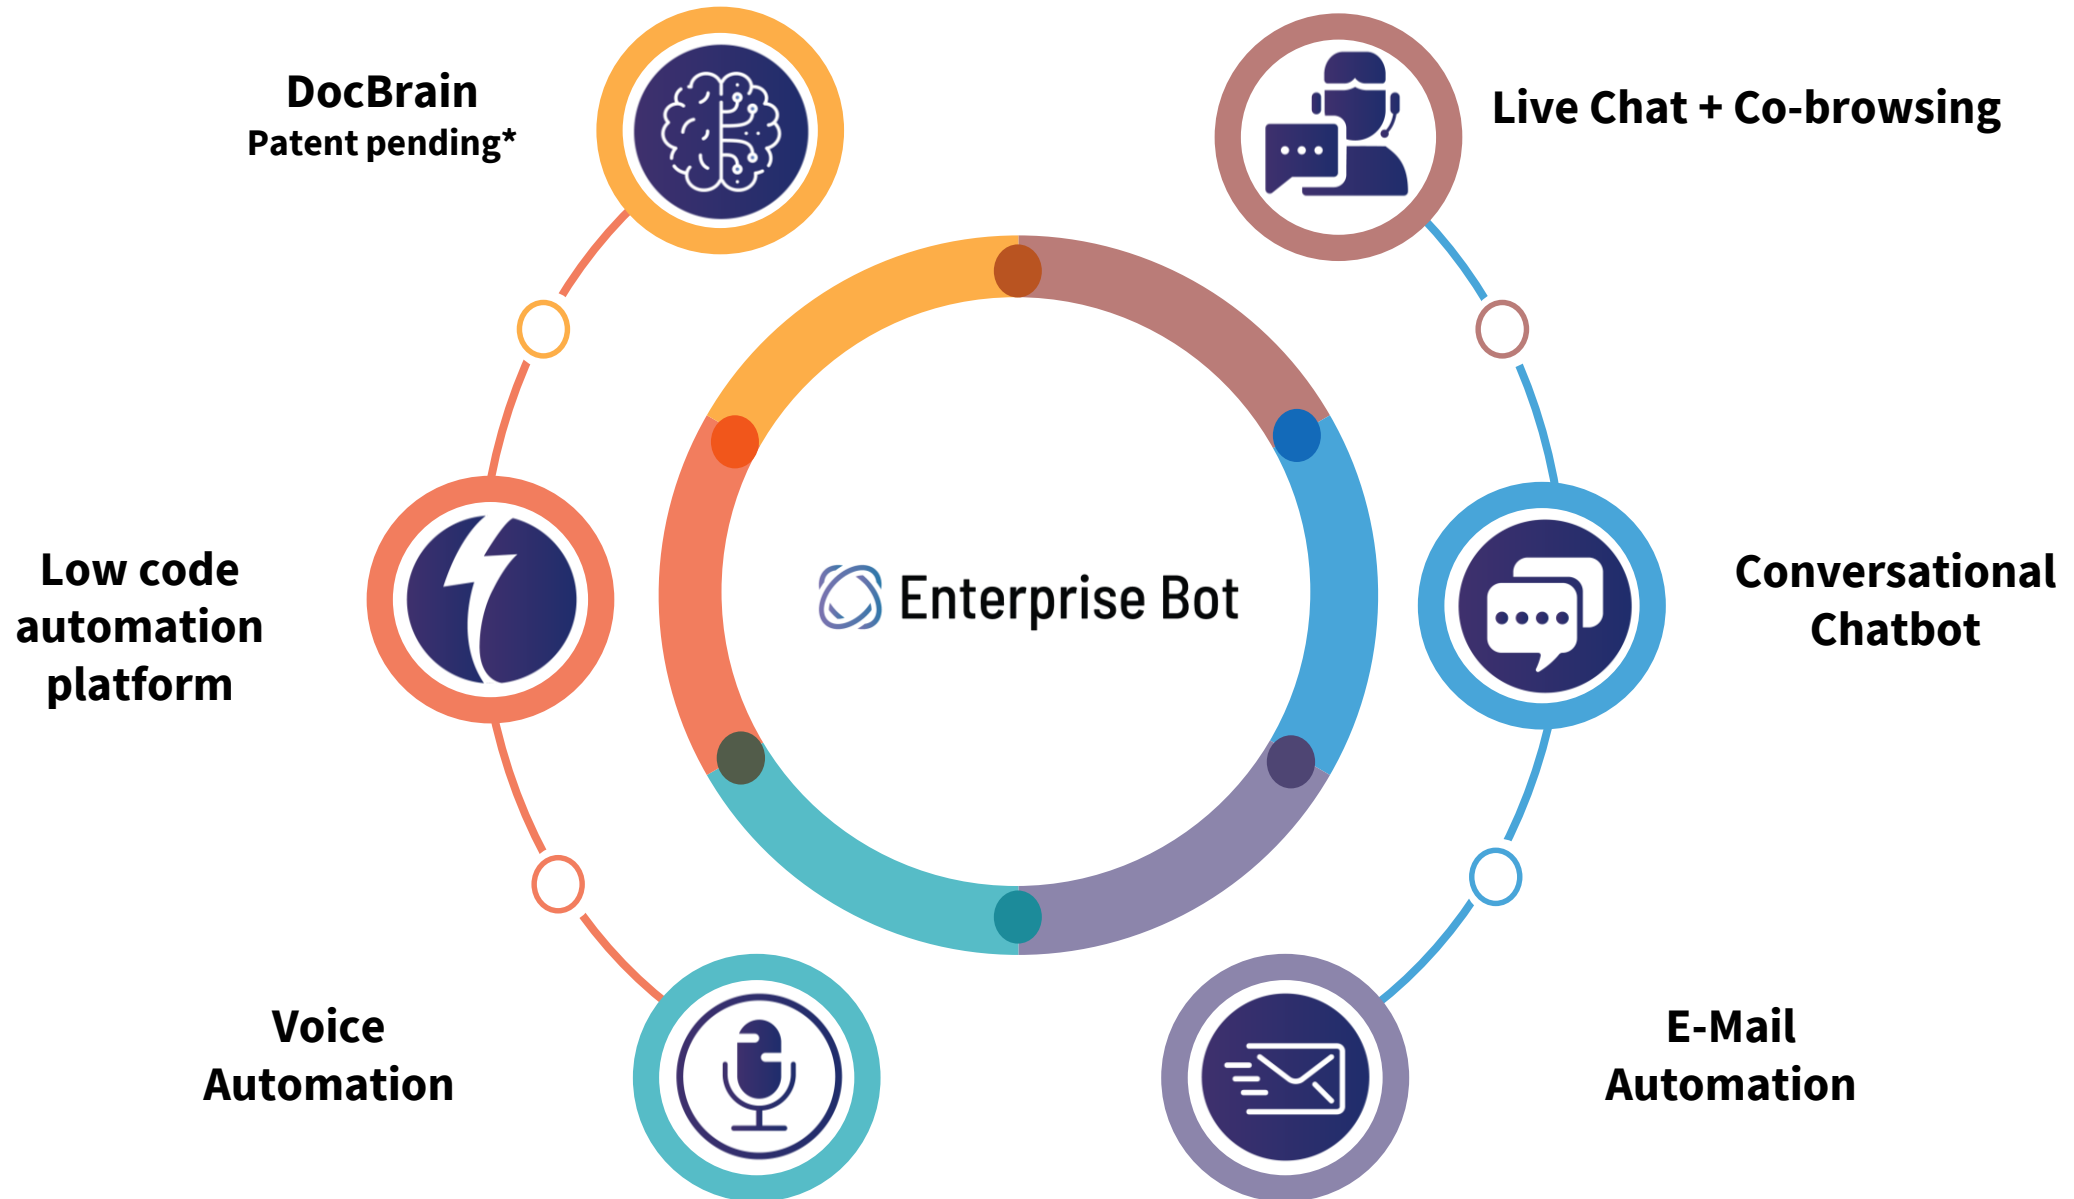 DocBrain
Patent pending*
Live Chat + Co-browsing
Low code
automation
platform
Enterprise Bot
Conversational
Chatbot
Voice
Automation
E-Mail
Automation